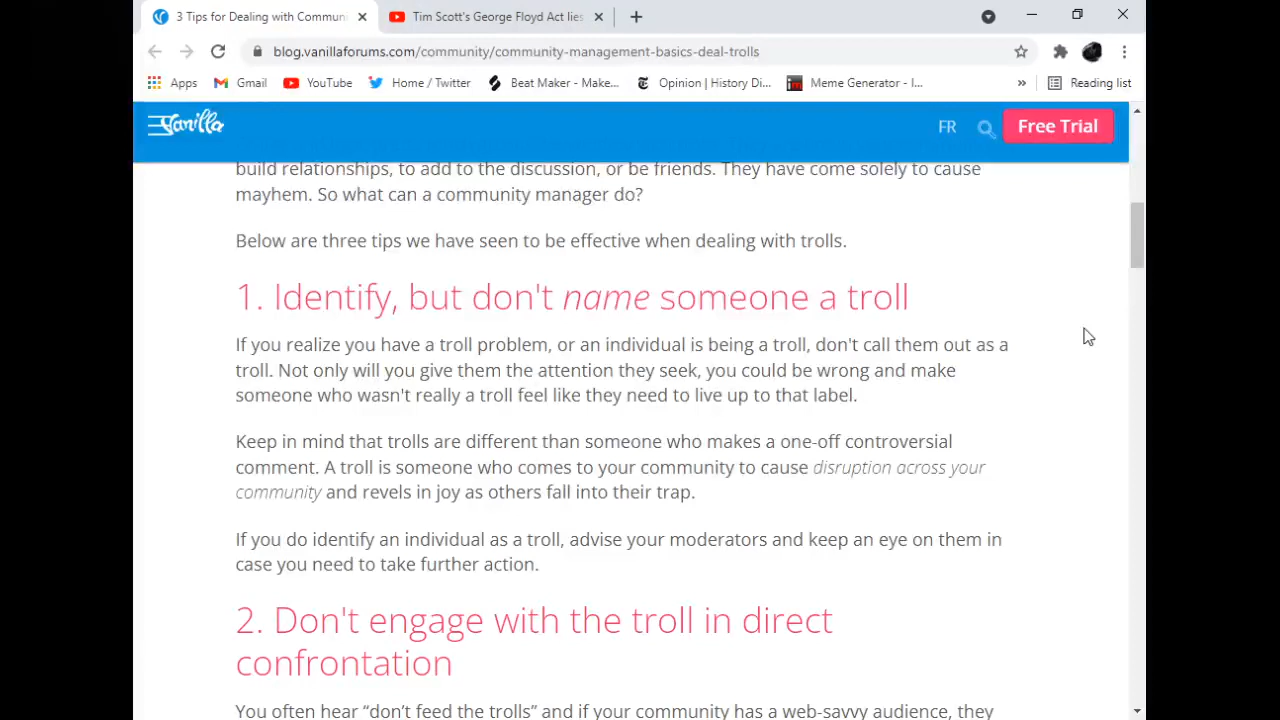 3 Tips for Dealing with Commun
Tim Scott's George Floyd Act lies
blog.vanillaforums.com/community/community-management-basics-deal-trolls
Apps
Gmail
YouTube
Home / Twitter
Beat Maker - Make...
Opinion | History Di...
im
Meme Generator - I...
»
Reading list
Vanilla
FR
Free Trial
build relationships, to add to the discussion, or be friends. They have come solely to cause
mayhem. So what can a community manager do?
Below are three tips we have seen to be effective when dealing with trolls.
1. Identify, but don't name someone a troll
If you realize you have a troll problem, or an individual is being a troll, don't call them out as a
troll. Not only will you give them the attention they seek, you could be wrong and make
someone who wasn't really a troll feel like they need to live up to that label.
Keep in mind that trolls are different than someone who makes a one-off controversial
comment. A troll is someone who comes to your community to cause disruption across your
community and revels in joy as others fall into their trap.
If you do identify an individual as a troll, advise your moderators and keep an eye on them in
case you need to take further action.
2. Don't engage with the troll in direct
confrontation
You often hear “don't feed the trolls” and if your community has a web-savvy audience, they